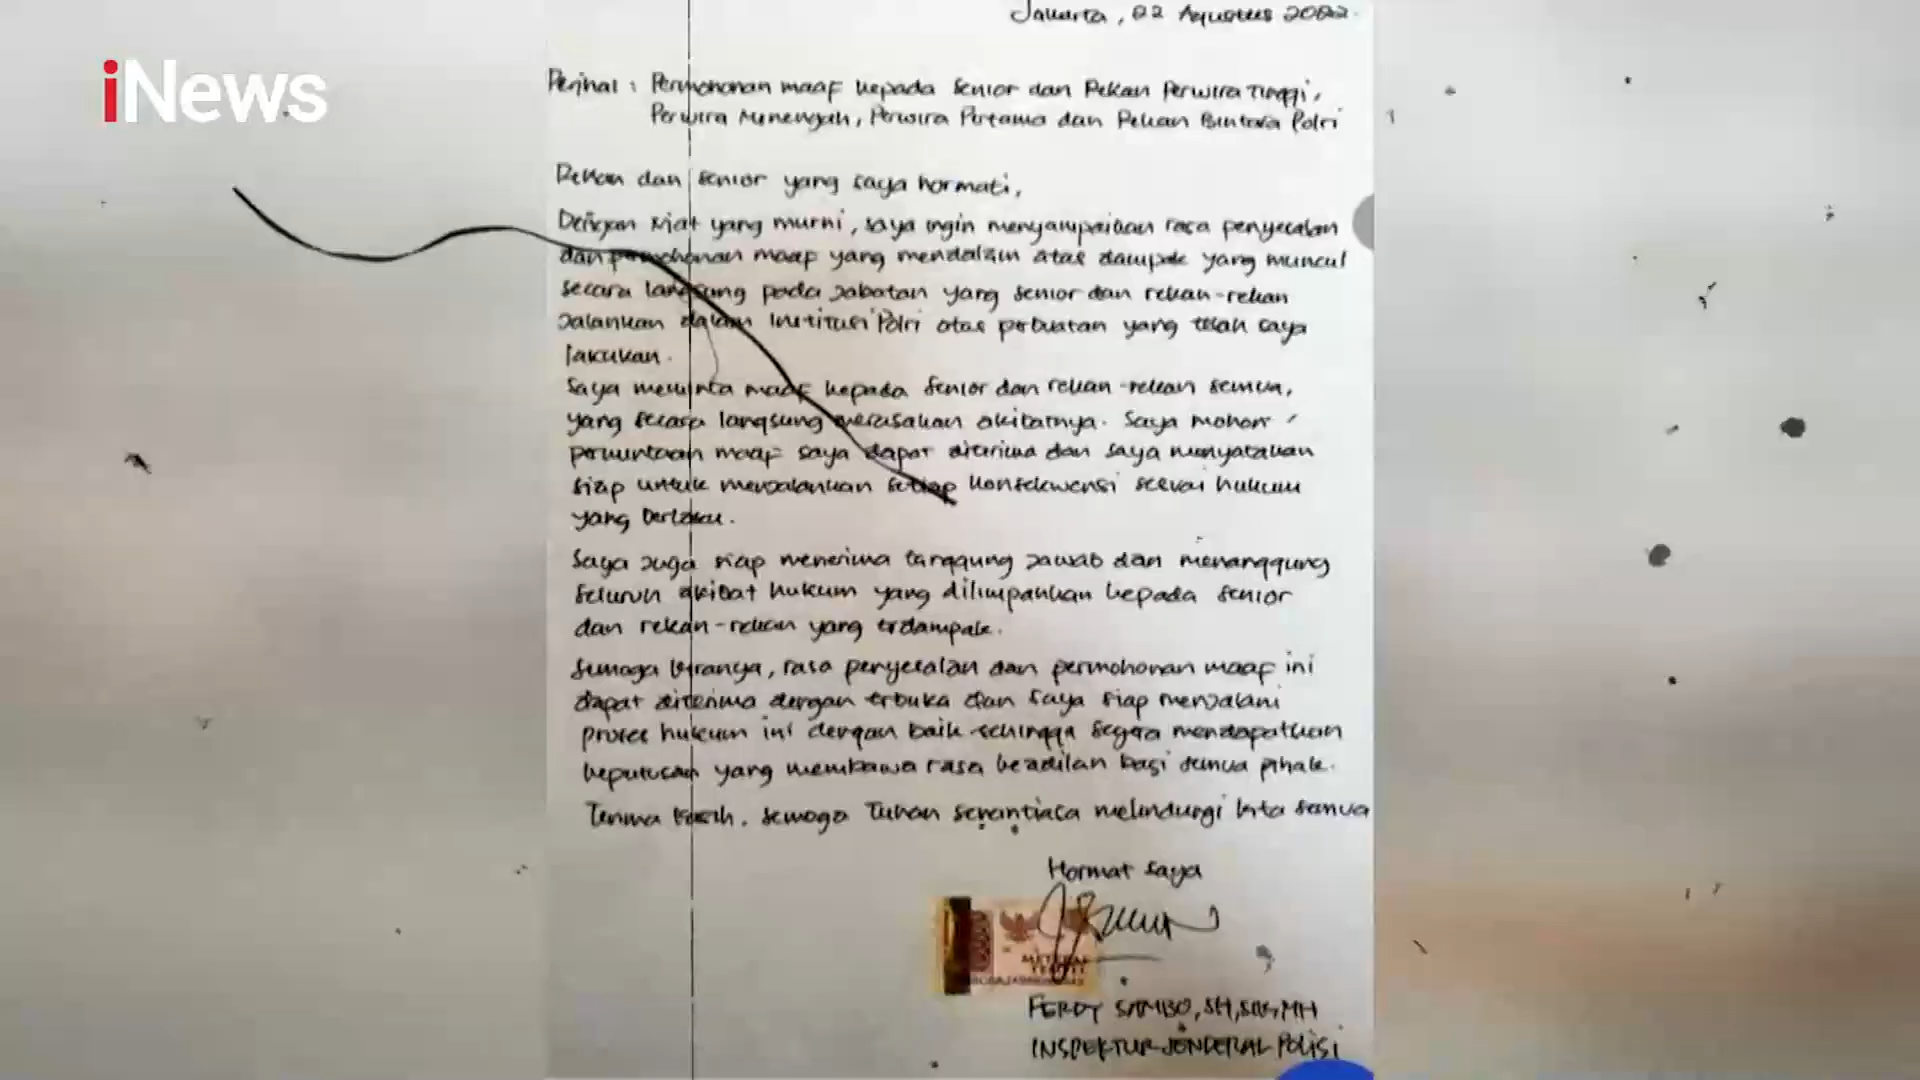 iNews
Jakarta, 22 Agustus 2022.
Perihal : Permohonan maaf kepada Senior dan Rekan Perwira Tinggi,
Perwira Menengah, Perwira Pertama dan Rekan Bintara Polri
Rekan dan senior yang saya hormati,
Dengan niat yang murni, saya ingin menyampaikan rasa penyesalan
dan permohonan maaf yang mendalam atas dampak yang muncul
secara langsung pada jabatan yang senior dan rekan-rekan
jalankan dalam institusi Polri atas perbuatan yang telah saya
lakukan.
Saya meminta maaf kepada senior dan rekan-rekan semua,
yang secara langsung merasakan akibatnya. Saya mohon
permintaan maaf saya dapat diterima dan saya menyatakan
siap untuk menjalankan setiap konsekwensi sesuai hukum
yang berlaku.
Saya juga siap menerima tanggung jawab dan menanggung
seluruh akibat hukum yang dilimpahkan kepada senior
dan rekan-rekan yang terdampak.
Semoga kiranya, rasa penyesalan dan permohonan maaf ini
dapat diterima dengan terbuka dan saya siap menjalani
proses hukum ini dengan baik sehingga segera mendapatkan
keputusan yang membawa rasa keadilan bagi semua pihak.
Terima kasih. semoga Tuhan senantiasa melindungi kita semua
Hormat saya
METERAI
TEMPEL
FERDY SAMBO, SH, SIK, MH
INSPEKTUR JENDERAL POLISI